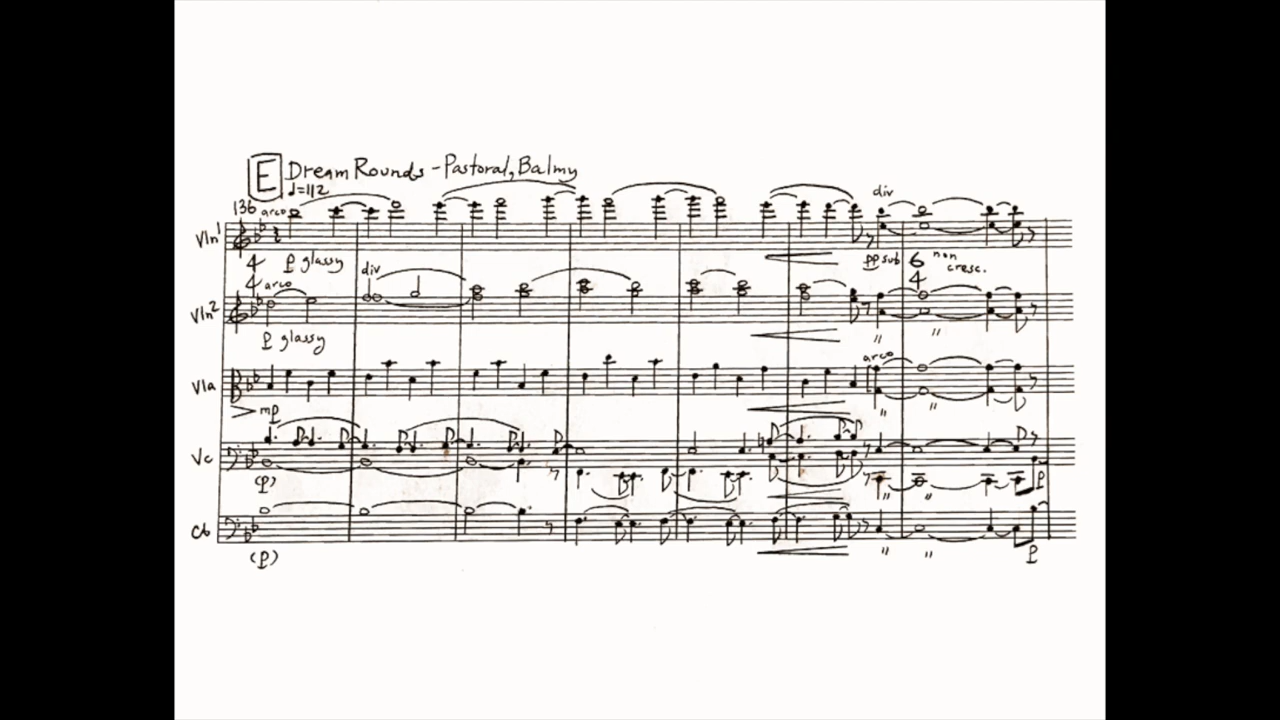 E Dream Rounds - Pastoral, Balmy
♩=112
136 arco
div
Vln1
p glassy
pp sub
6 non cresc.
4
4 arco
4
div
Vln2
p glassy
"
"
arco
Vla
mp
"
"
Vc
(p)
"
"
p
Cb
(p)
"
"
p